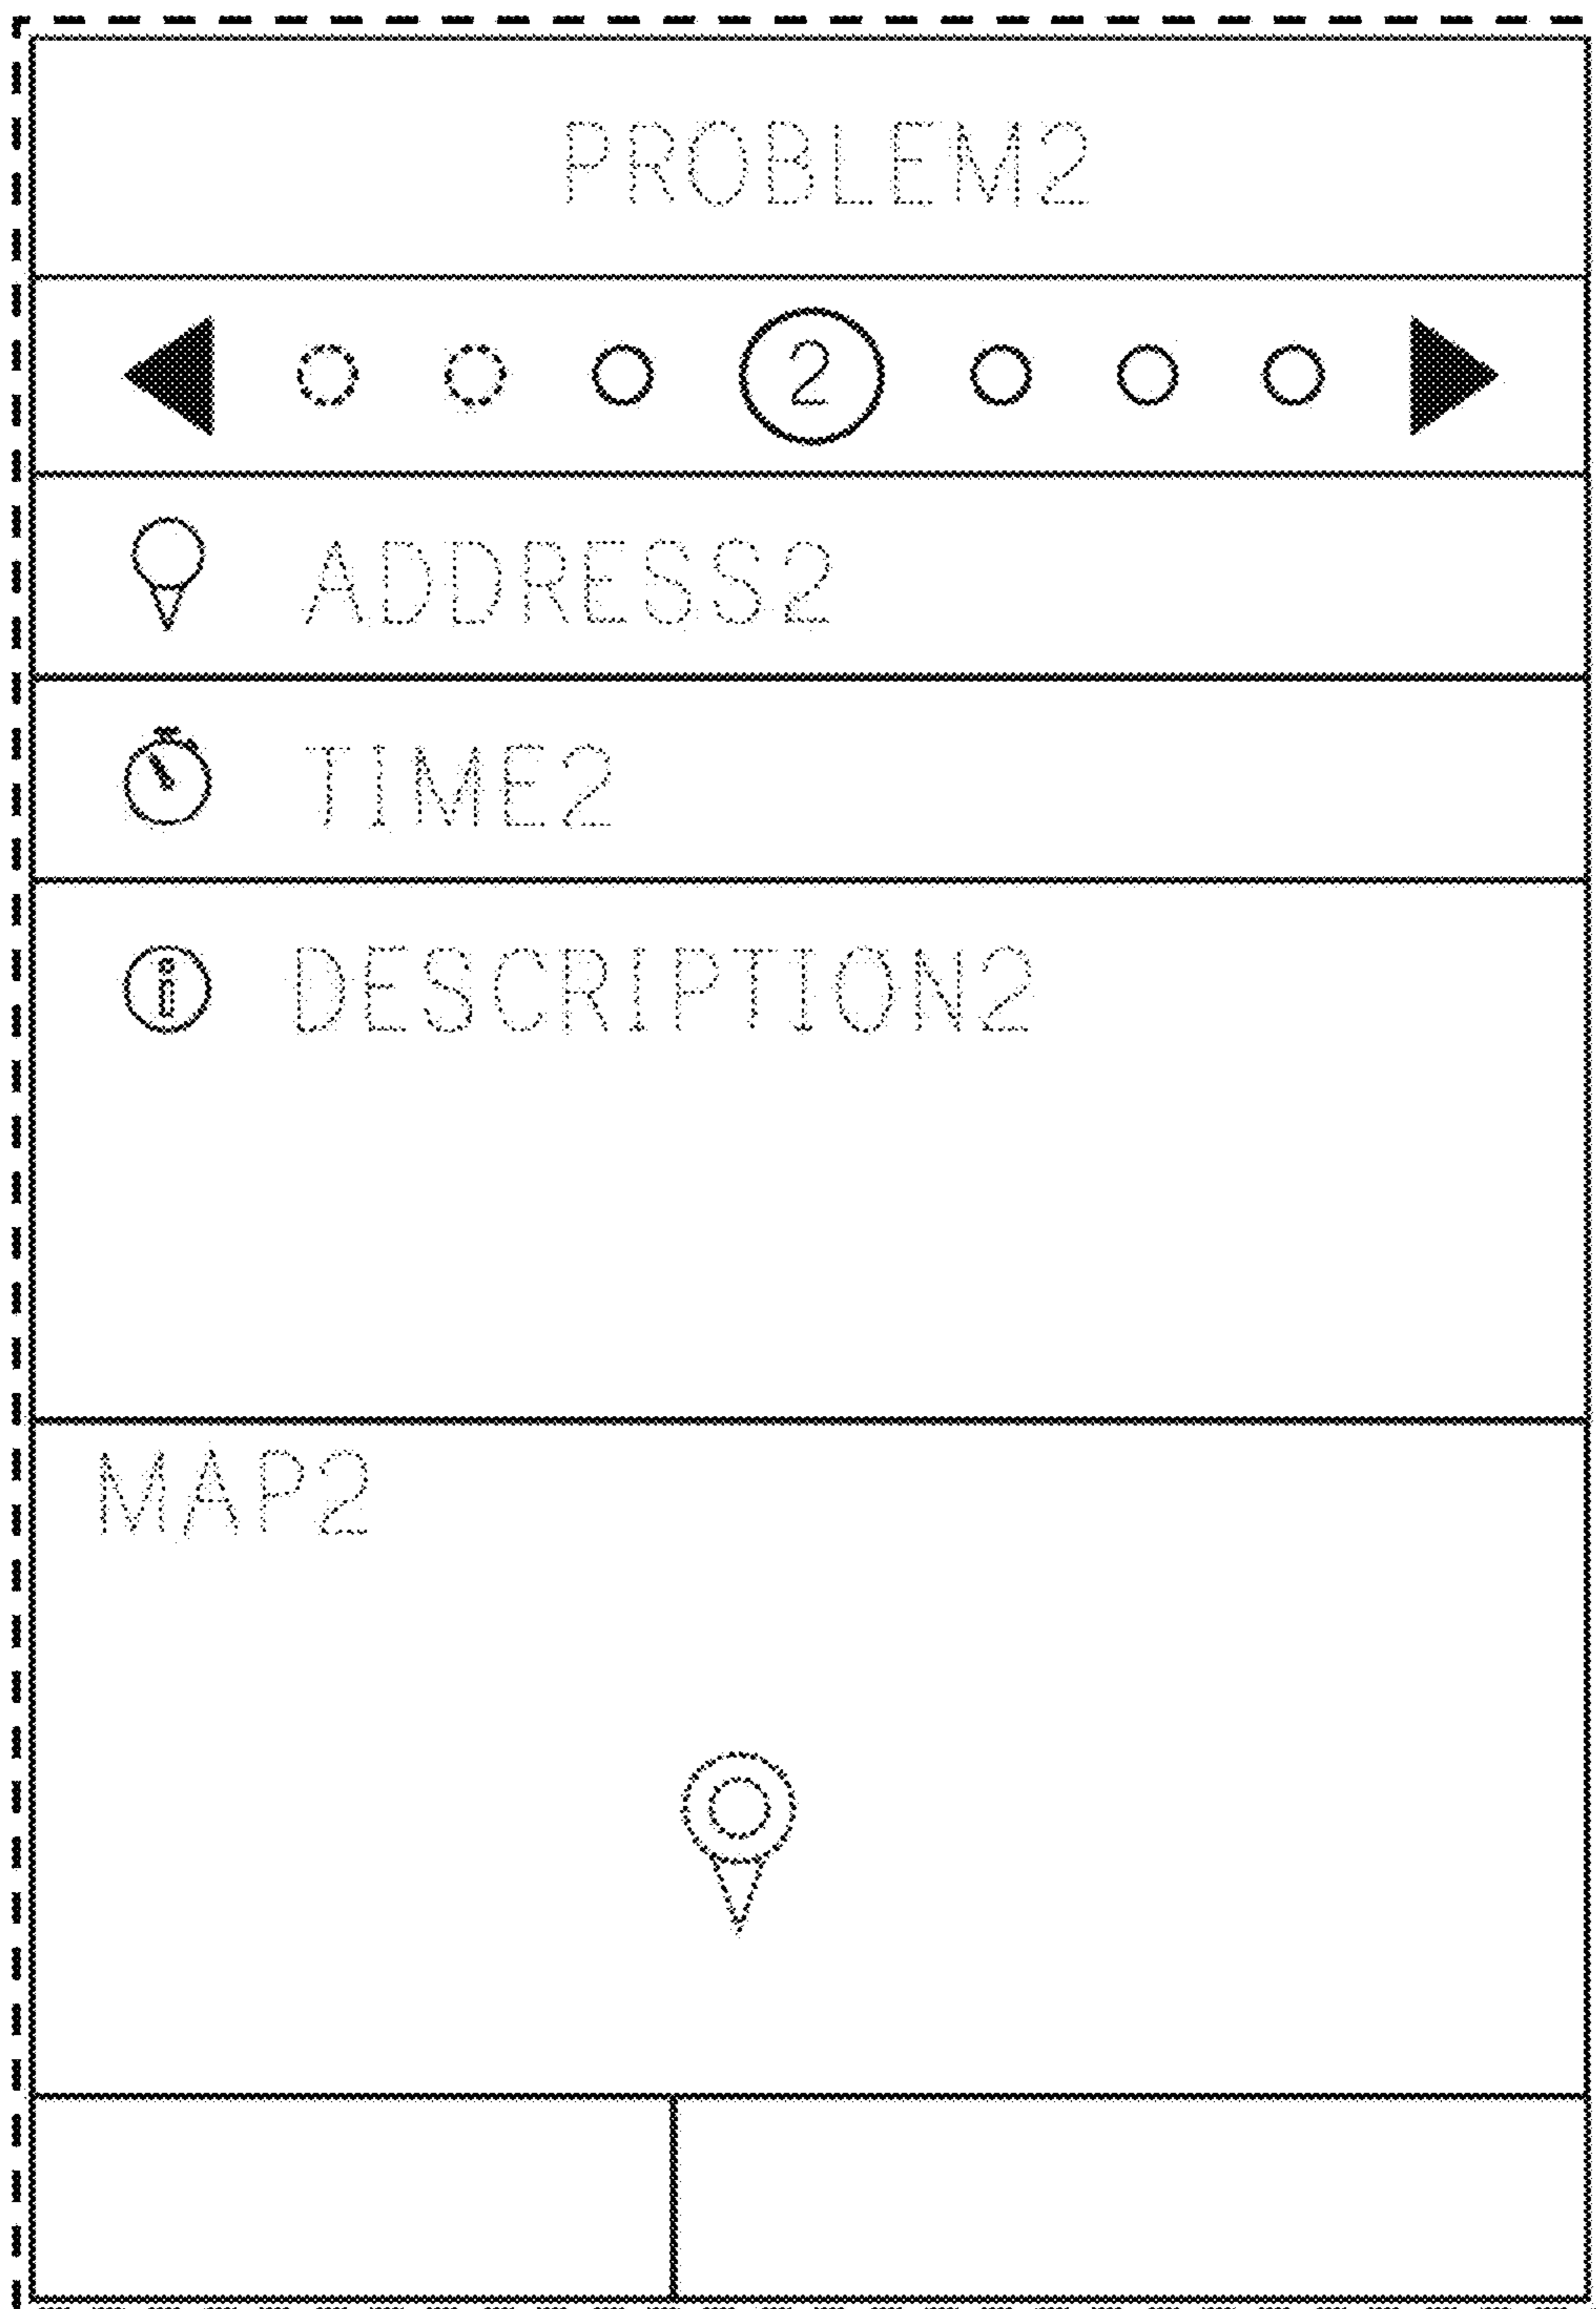 PROBLEM2
2
ADDRESS2
TIME2
i DESCRIPTION2
MAP2